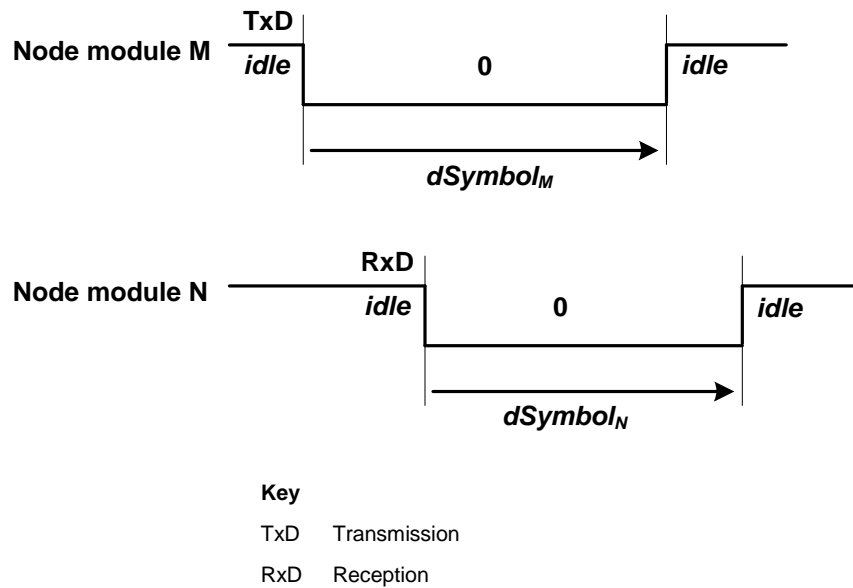 TxD
Node module M
idle
0
idle
dSymbolM
RxD
Node module N
idle
0
idle
dSymbolN
Key
TxD Transmission
RxD Reception